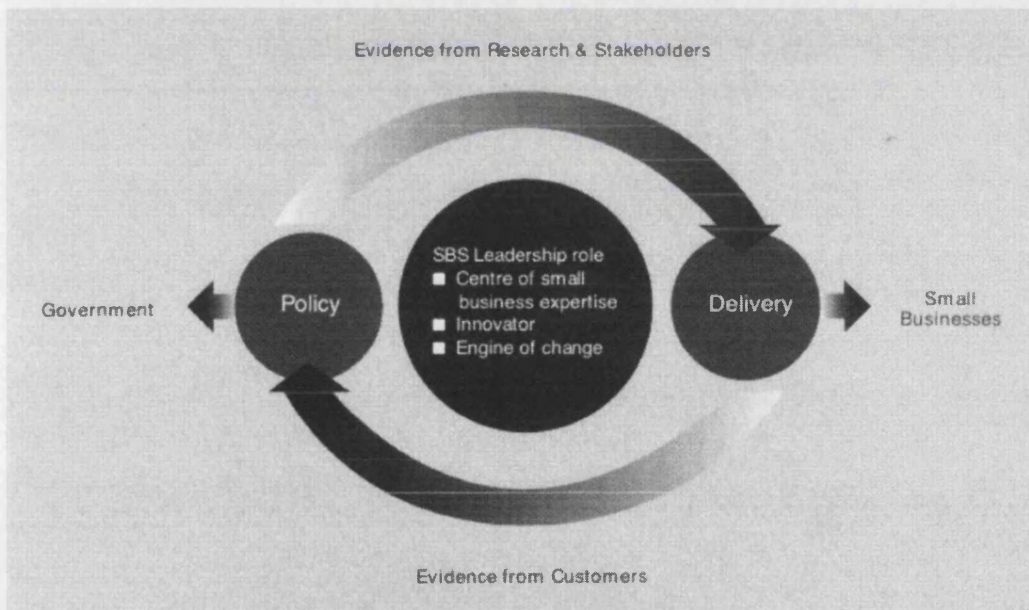 Evidence from Research & Stakeholders
SBS Leadership role
■ Centre of small
business expertise
■ Innovator
■ Engine of change
Government
Policy
Delivery
Small
Businesses
Evidence from Customers